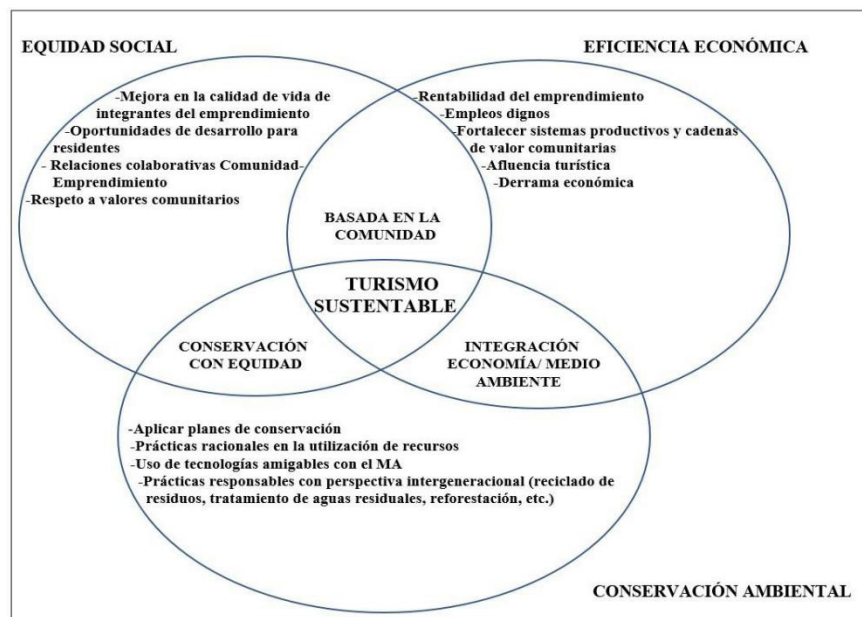 EQUIDAD SOCIAL
EFICIENCIA ECONÓMICA
-Mejora en la calidad de vida de
integrantes del emprendimiento
-Oportunidades de desarrollo para
residentes
- Relaciones colaborativas Comunidad-
Emprendimiento
-Respeto a valores comunitarios
-Rentabilidad del emprendimiento
-Empleos dignos
-Fortalecer sistemas productivos y cadenas
de valor comunitarias
-Afluencia turística
-Derrama económica
BASADA EN LA
COMUNIDAD
TURISMO
SUSTENTABLE
CONSERVACIÓN
CON EQUIDAD
INTEGRACIÓN
ECONOMÍA/ MEDIO
AMBIENTE
-Aplicar planes de conservación
-Prácticas racionales en la utilización de recursos
-Uso de tecnologías amigables con el MA
-Prácticas responsables con perspectiva intergeneracional (reciclado de
residuos, tratamiento de aguas residuales, reforestación, etc.)
CONSERVACIÓN AMBIENTAL